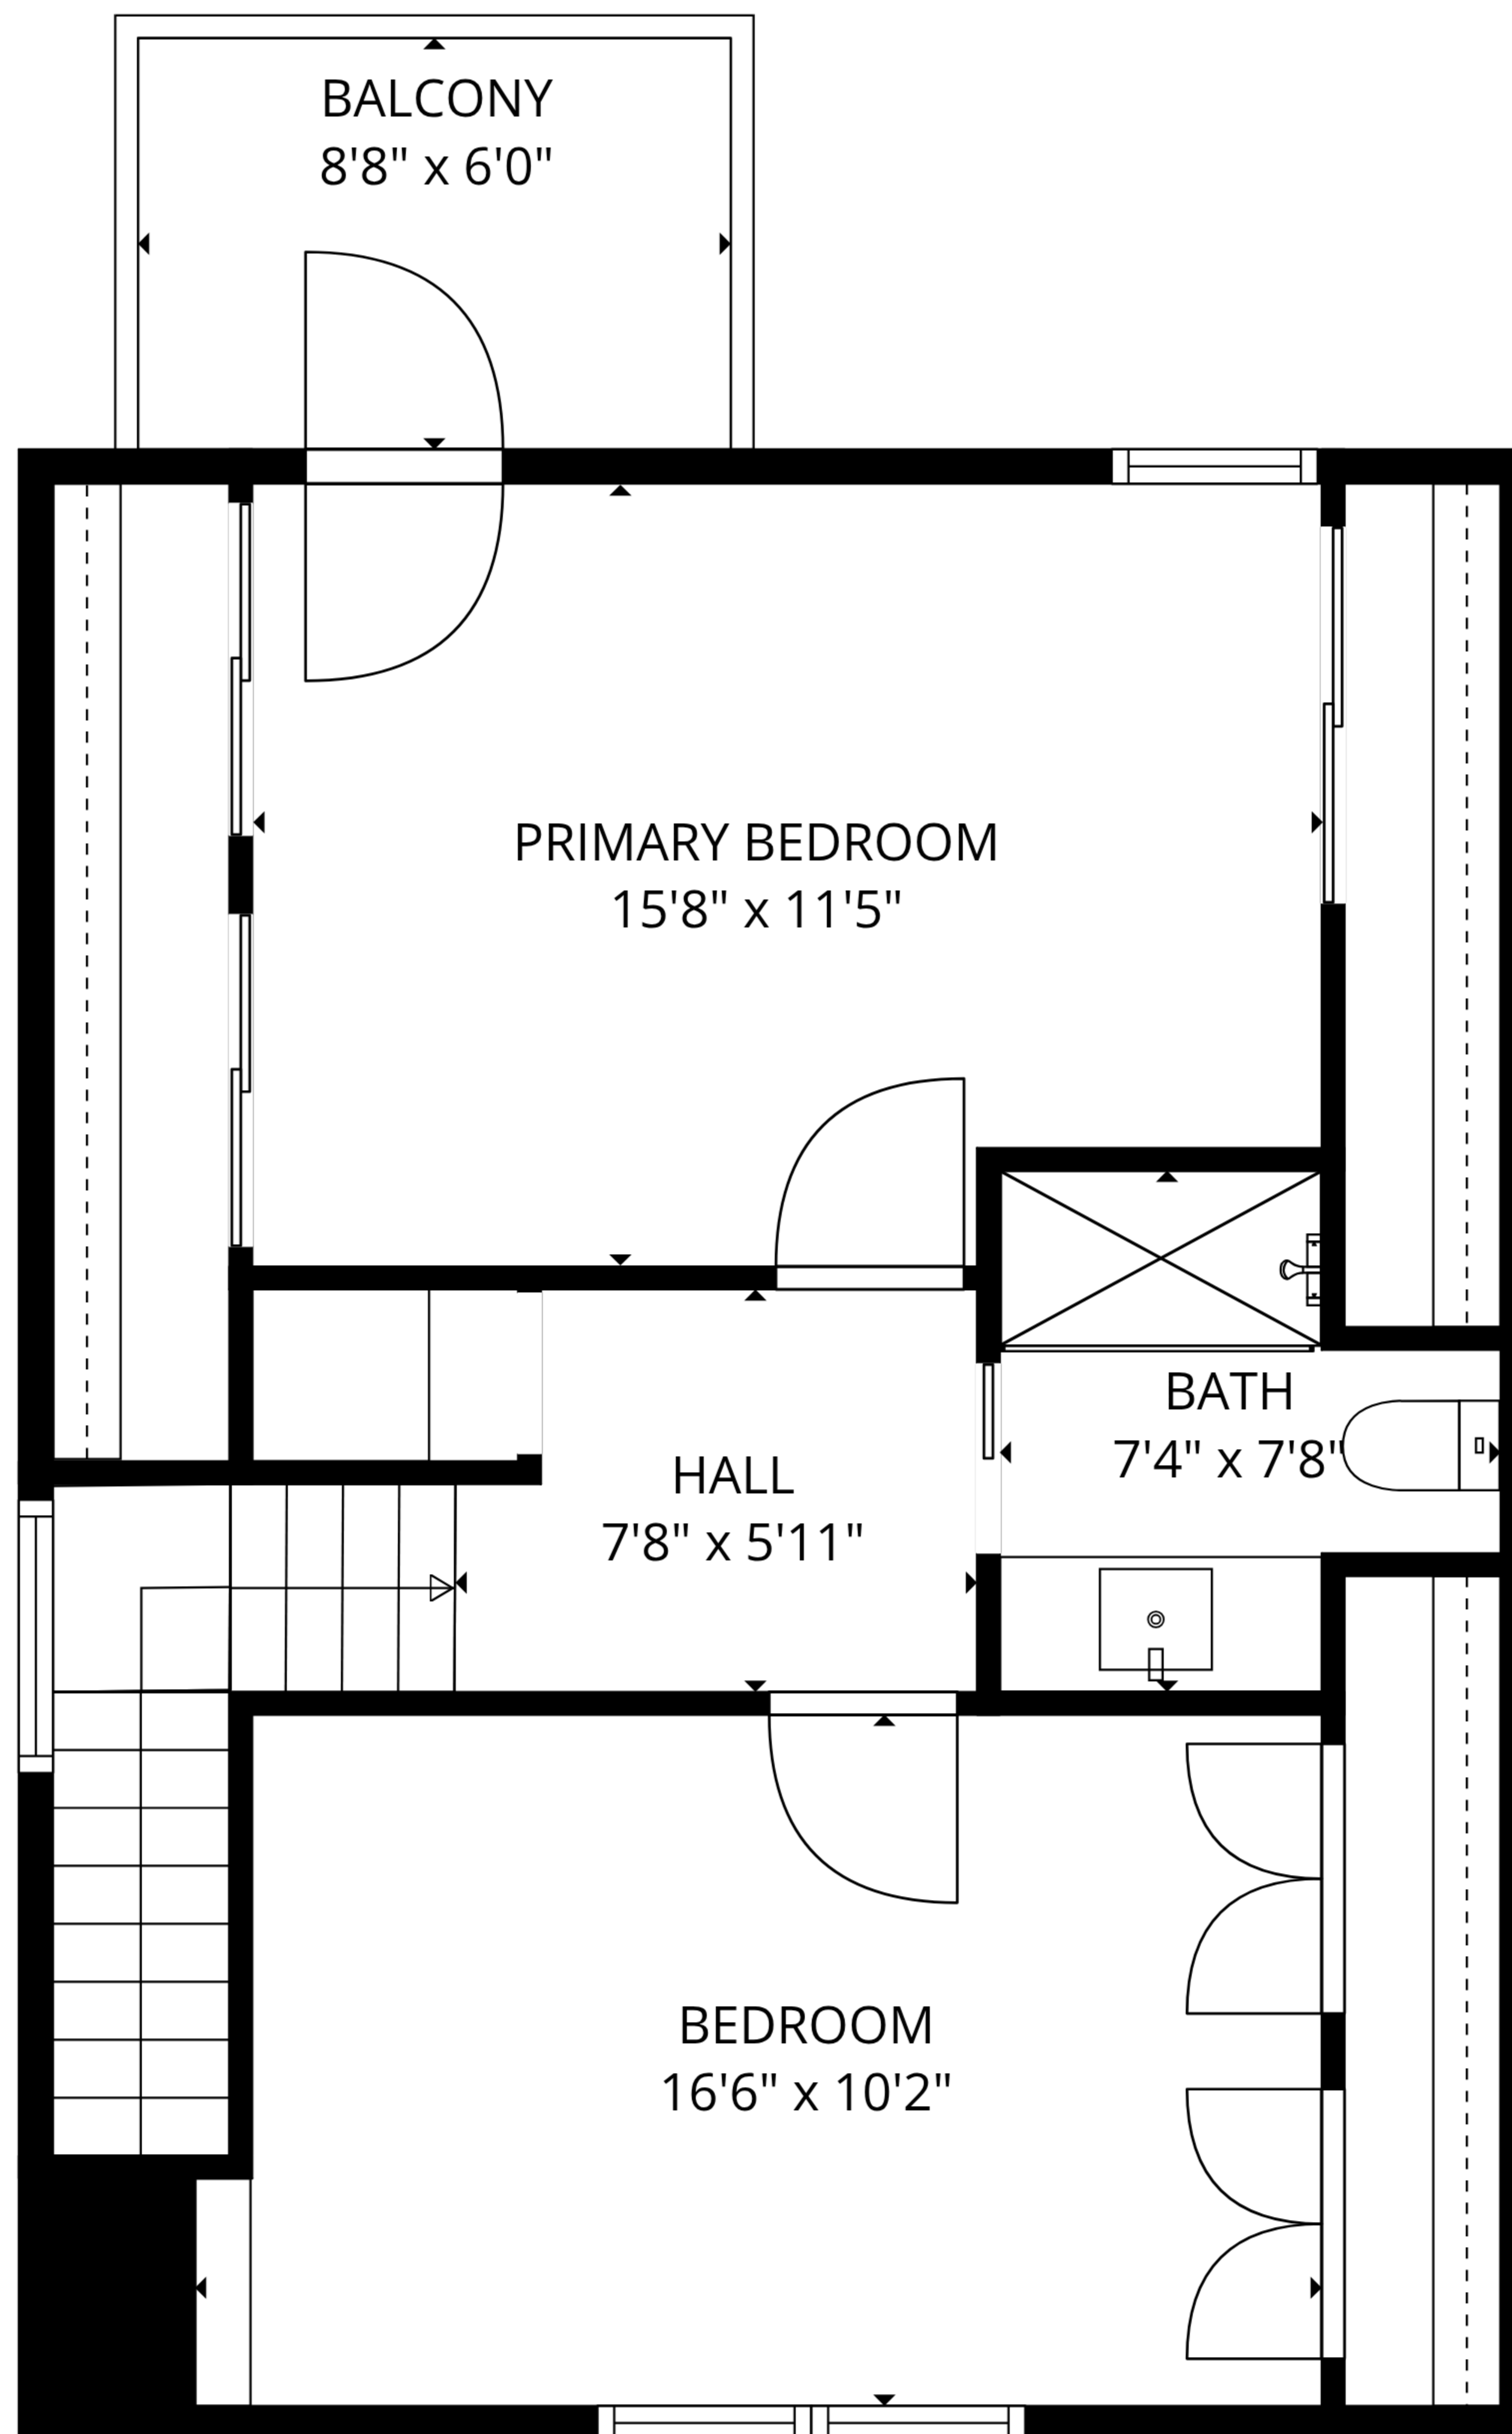 BALCONY
8'8" x 6'0"
PRIMARY BEDROOM
15'8" x 11'5"
BATH
7'4" x 7'8"
HALL
7'8" x 5'11"
BEDROOM
16'6" x 10'2"